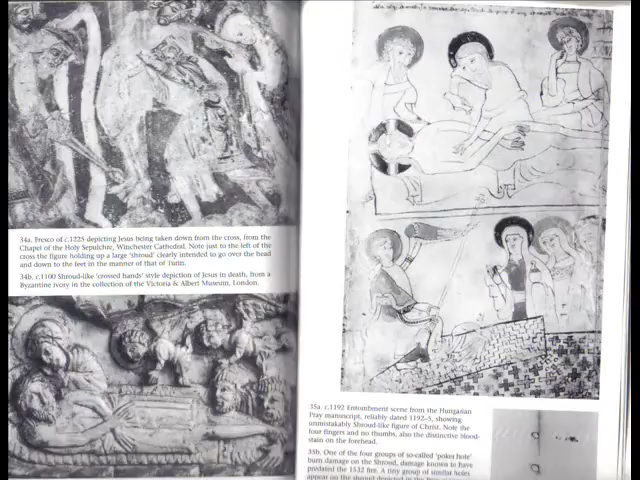 34a. Fresco of c.1225 depicting Jesus being taken down from the cross, from the
Chapel of the Holy Sepulchre, Winchester Cathedral. Note just to the left of the
cross the figure holding up a large 'shroud' clearly intended to go over the head
and down to the feet in the manner of that of Turin.
34b. c.1100 Shroud-like 'crossed hands' style depiction of Jesus in death, from a
Byzantine ivory in the collection of the Victoria & Albert Museum, London.
35a. c.1192 Entombment scene from the Hungarian
Pray manuscript, reliably dated 1192-5, showing
unmistakably Shroud-like figure of Christ. Note the
four fingers and no thumbs, also the distinctive blood-
stain on the forehead.
35b. One of the four groups of so-called 'poker hole'
burn damage on the Shroud, damage known to have
predated the 1532 fire. A tiny group of similar holes
appear on the shroud depicted in the